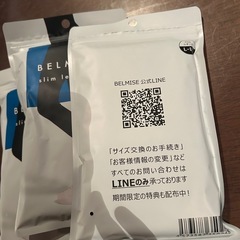 BELM
slim le
BELMISE 公式LINE
L-L
「サイズ交換のお手続き」
「お客様情報の変更」など
すべてのお問い合わせは
LINEのみ承っております
期間限定の特典も配布中！